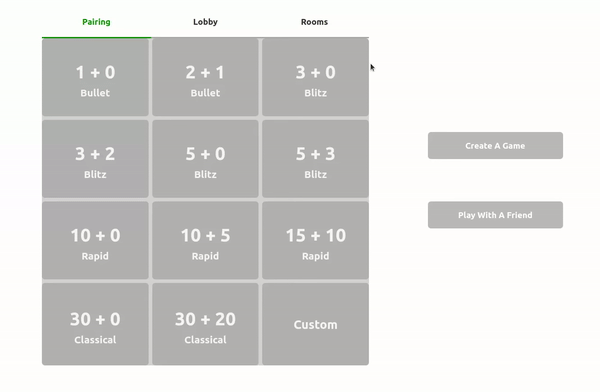 Pairing Lobby Rooms
1 + 0 2 + 1 3 + 0
Bullet Bullet Blitz
3 + 2 5 + 0 5 + 3
Blitz Blitz Blitz
10 + 0 10 + 5 15 + 10
Rapid Rapid Rapid
30 + 0 30 + 20 Custom
Classical Classical
Create A Game
Play With A Friend